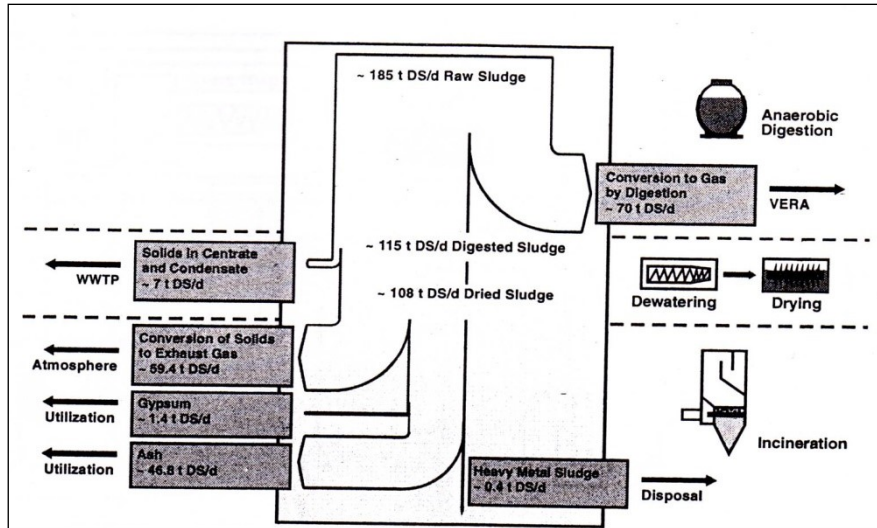 ~ 185 t DS/d Raw Sludge
Anaerobic
Digestion
Conversion to Gas
by Digestion
~ 70 t DS/d
VERA
Solids in Centrate
and Condensate
~ 7 t DS/d
WWTP
~ 115 t DS/d Digested Sludge
~ 108 t DS/d Dried Sludge
Dewatering
Drying
Conversion of Solids
to Exhaust Gas
~ 59.4 t DS/d
Atmosphere
Gypsum
~ 1.4 t DS/d
Utilization
Ash
~ 46.8 t DS/d
Utilization
Heavy Metal Sludge
~ 0.4 t DS/d
Disposal
Incineration